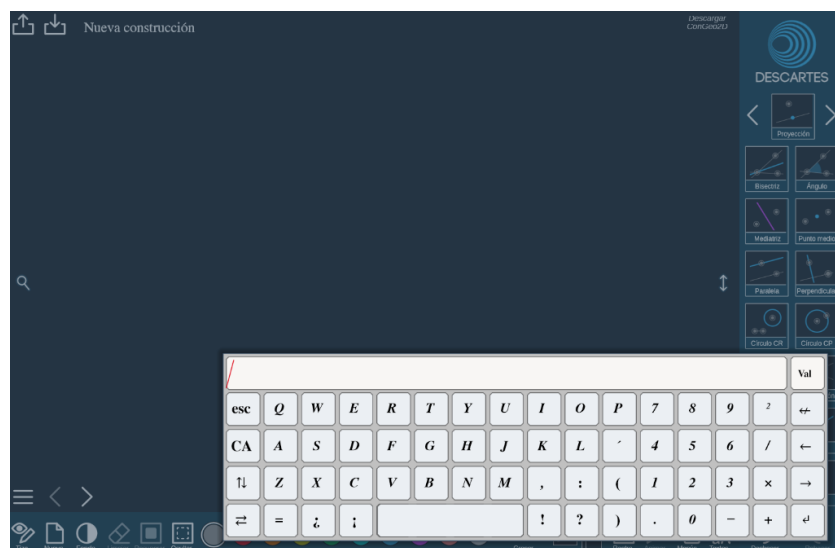 Nueva construcción
Descargar
ConGeo2D
DESCARTES
Proyección
Bisectriz Ángulo
Mediatriz Punto medio
Paralela Perpendicula
Círculo CR Círculo CP
Val
esc Q W E R T Y U I O P 7 8 9 ²
CA A S D F G H J K L ´ 4 5 6 / ←
⇅ Z X C V B N M , : ( 1 2 3 × →
⇄ = ¿ ¡ ! ? ) . 0 − + ↵